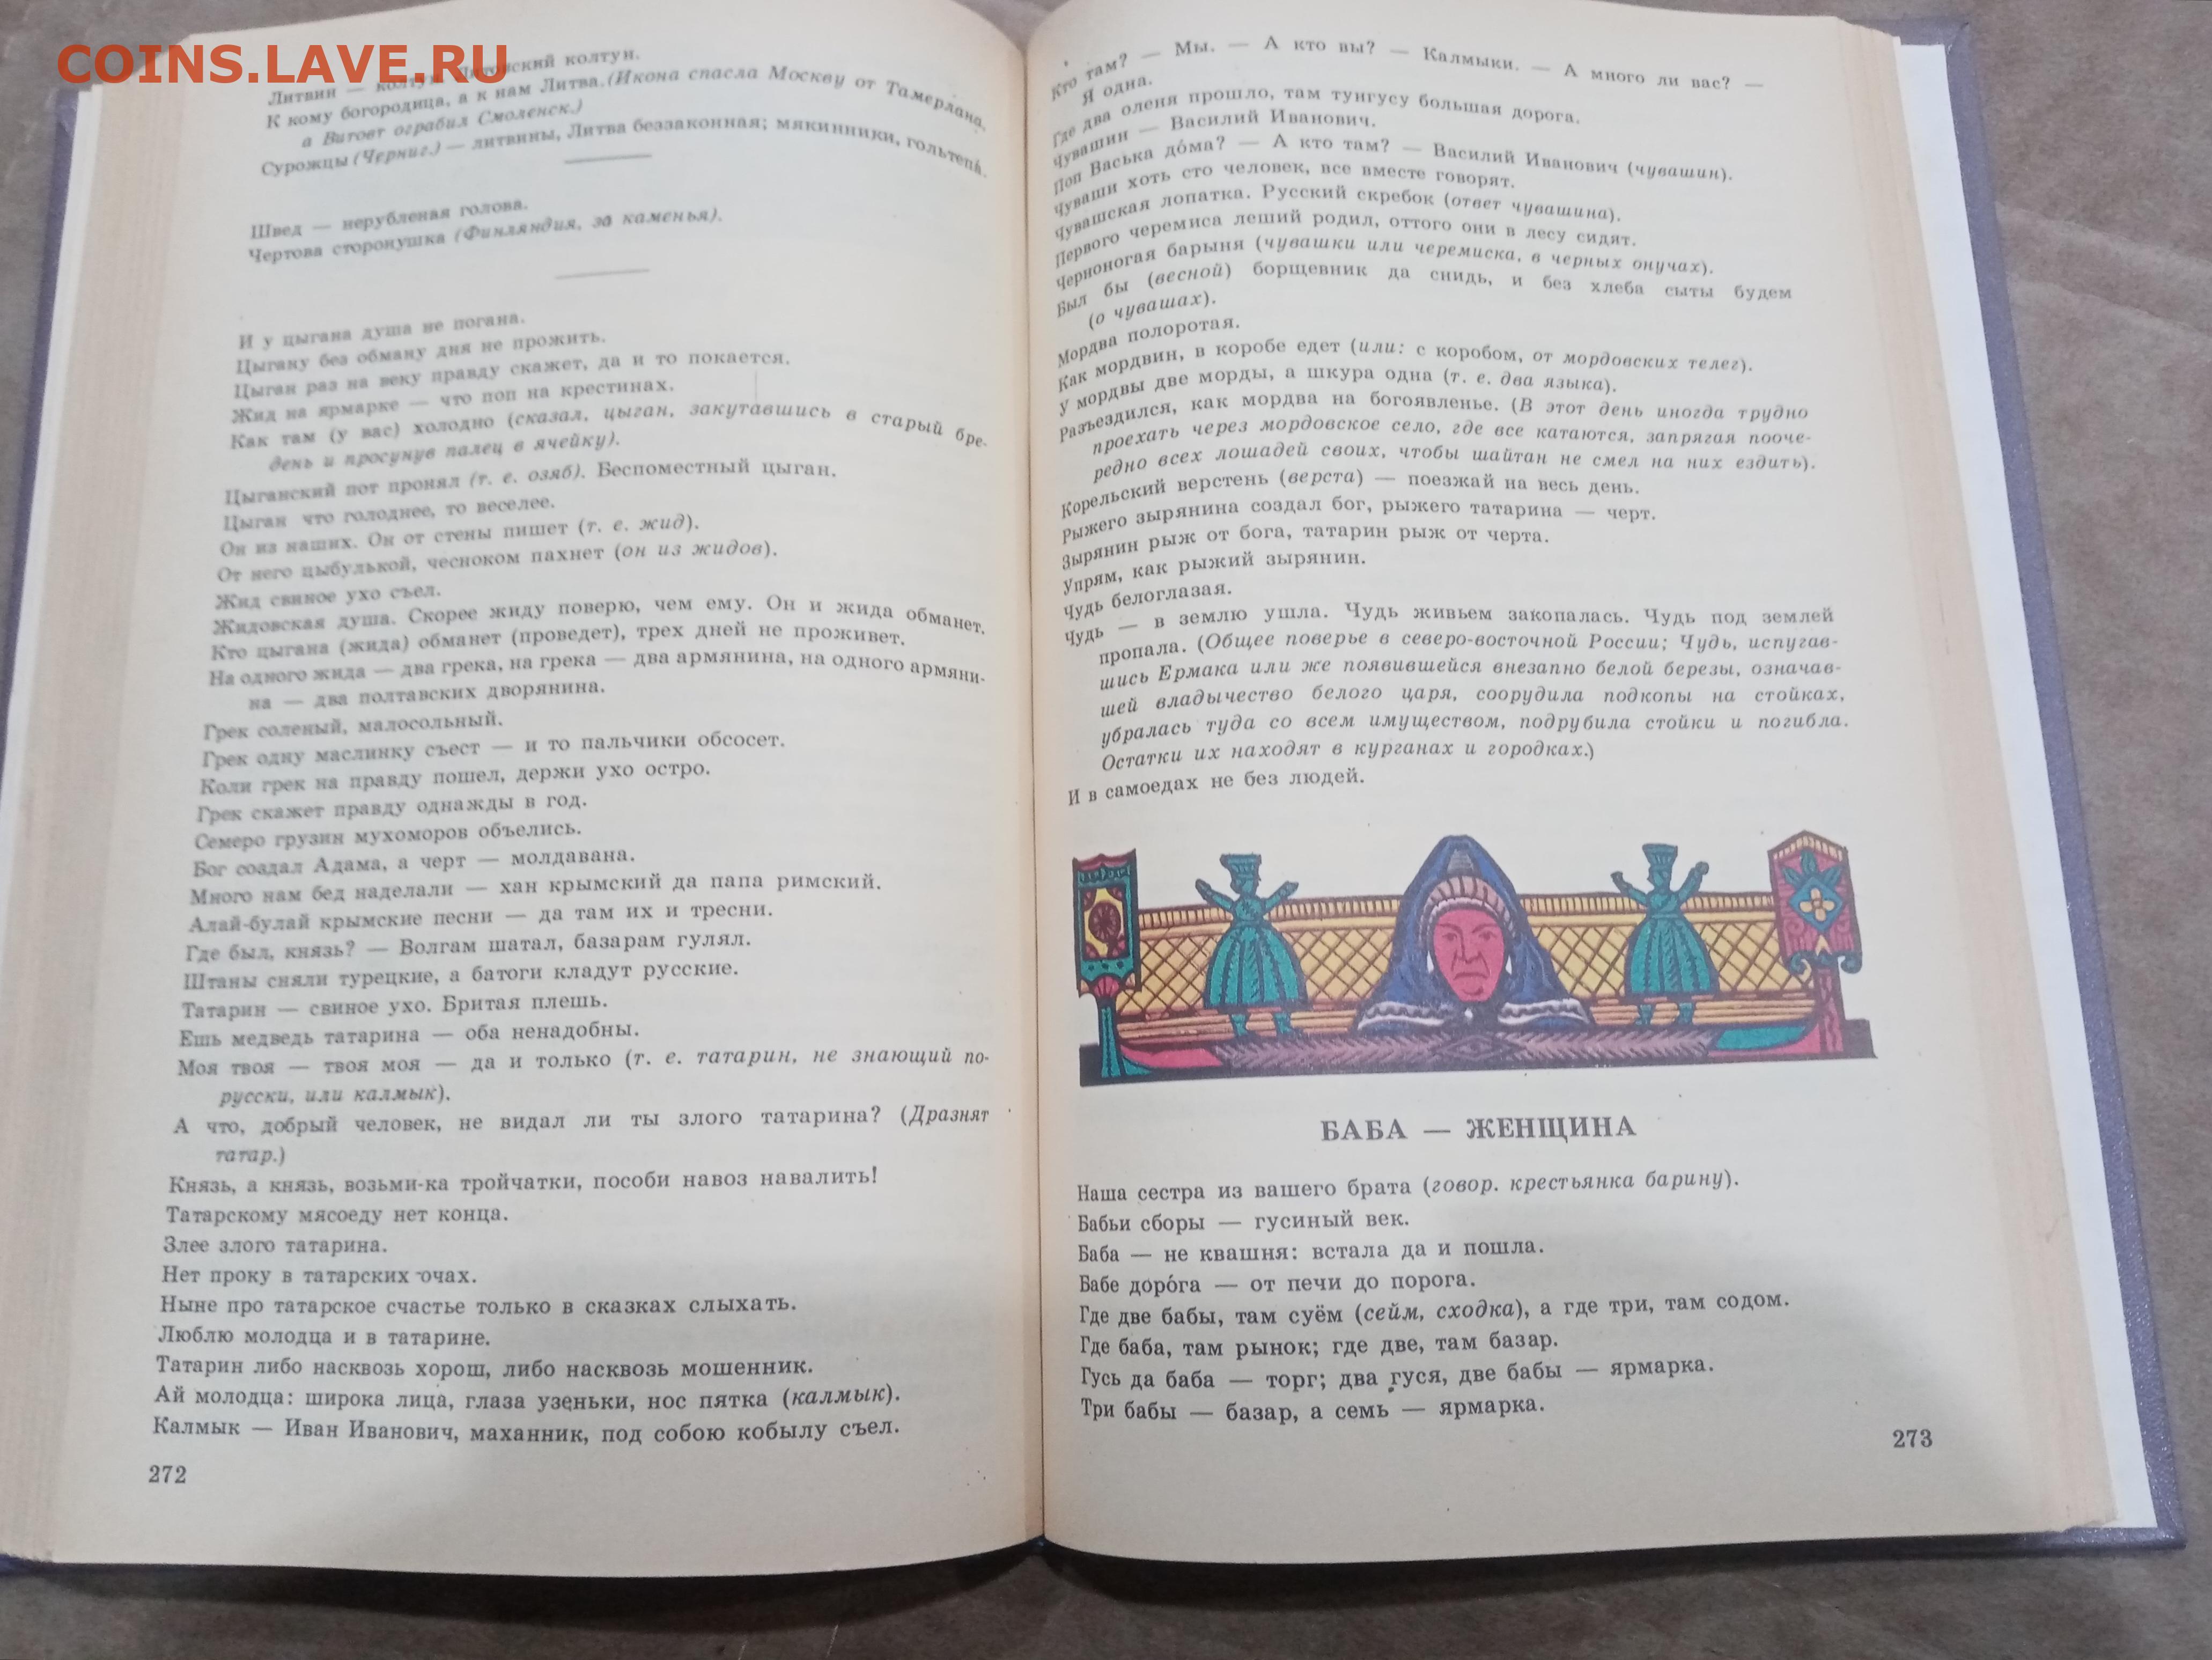 COINS.LAVE.RU
Литвин — колтун. Литовский колтун.
К кому богородица, а к нам Литва. (Икона спасла Москву от Тамерлана,
а Витовт ограбил Смоленск.)
Сурожцы (Черниг.) — литвины, Литва беззаконная; мякинники, гольтепа.
Швед — нерубленая голова.
Чертова сторонушка (Финляндия, за каменья).
И у цыгана душа не погана.
Цыгану без обману дня не прожить.
Цыган раз на веку правду скажет, да и то покается.
Жид на ярмарке — что поп на крестинах.
Как там (у вас) холодно (сказал, цыган, закутавшись в старый бре-
день и просунув палец в ячейку).
Цыганский пот пронял (т. е. озяб). Беспоместный цыган.
Цыган что голоднее, то веселее.
Он из наших. Он от стены пишет (т. е. жид).
От него цыбулькой, чесноком пахнет (он из жидов).
Жид свиное ухо съел.
Жидовская душа. Скорее жиду поверю, чем ему. Он и жида обманет.
Кто цыгана (жида) обманет (проведет), трех дней не проживет.
На одного жида — два грека, на грека — два армянина, на одного армяни-
на — два полтавских дворянина.
Грек соленый, малосольный.
Грек одну маслинку съест — и то пальчики обсосет.
Коли грек на правду пошел, держи ухо остро.
Грек скажет правду однажды в год.
Семеро грузин мухоморов объелись.
Бог создал Адама, а черт — молдавана.
Много нам бед наделали — хан крымский да папа римский.
Алай-булай крымские песни — да там их и тресни.
Где был, князь? — Волгам шатал, базарам гулял.
Штаны сняли турецкие, а батоги кладут русские.
Татарин — свиное ухо. Бритая плешь.
Ешь медведь татарина — оба ненадобны.
Моя твоя — твоя моя — да и только (т. е. татарин, не знающий по-
русски, или калмык).
А что, добрый человек, не видал ли ты злого татарина? (Дразнят
татар.)
Князь, а князь, возьми-ка тройчатки, пособи навоз навалить!
Татарскому мясоеду нет конца.
Злее злого татарина.
Нет проку в татарских очах.
Ныне про татарское счастье только в сказках слыхать.
Люблю молодца и в татарине.
Татарин либо насквозь хорош, либо насквозь мошенник.
Ай молодца: широка лица, глаза узеньки, нос пятка (калмык).
Калмык — Иван Иванович, маханник, под собою кобылу съел.
272
Кто там? — Мы. — А кто вы? — Калмыки. — А много ли вас? —
Я одна.
Где два оленя прошло, там тунгусу большая дорога.
Чувашин — Василий Иванович.
Поп Васька до́ма? — А кто там? — Василий Иванович (чувашин).
Чуваши хоть сто человек, все вместе говорят.
Чувашская лопатка. Русский скребок (ответ чувашина).
Первого черемиса леший родил, оттого они в лесу сидят.
Черноногая барыня (чувашки или черемиска, в черных онучах).
Был бы (весной) борщевник да снидь, и без хлеба сыты будем
(о чувашах).
Мордва полоротая.
Как мордвин, в коробе едет (или: с коробом, от мордовских телег).
У мордвы две морды, а шкура одна (т. е. два языка).
Разъездился, как мордва на богоявленье. (В этот день иногда трудно
проехать через мордовское село, где все катаются, запрягая пооче-
редно всех лошадей своих, чтобы шайтан не смел на них ездить).
Корельский верстень (верста) — поезжай на весь день.
Рыжего зырянина создал бог, рыжего татарина — черт.
Зырянин рыж от бога, татарин рыж от черта.
Упрям, как рыжий зырянин.
Чудь белоглазая.
Чудь — в землю ушла. Чудь живьем закопалась. Чудь под землей
пропала. (Общее поверье в северо-восточной России; Чудь, испугав-
шись Ермака или же появившейся внезапно белой березы, означав-
шей владычество белого царя, соорудила подкопы на стойках,
убралась туда со всем имуществом, подрубила стойки и погибла.
Остатки их находят в курганах и городках.)
И в самоедах не без людей.
БАБА — ЖЕНЩИНА
Наша сестра из вашего брата (говор. крестьянка барину).
Бабьи сборы — гусиный век.
Баба — не квашня: встала да и пошла.
Бабе доро́га — от печи до порога.
Где две бабы, там суём (сейм, сходка), а где три, там содом.
Где баба, там рынок; где две, там базар.
Гусь да баба — торг; два гуся, две бабы — ярмарка.
Три бабы — базар, а семь — ярмарка.
273